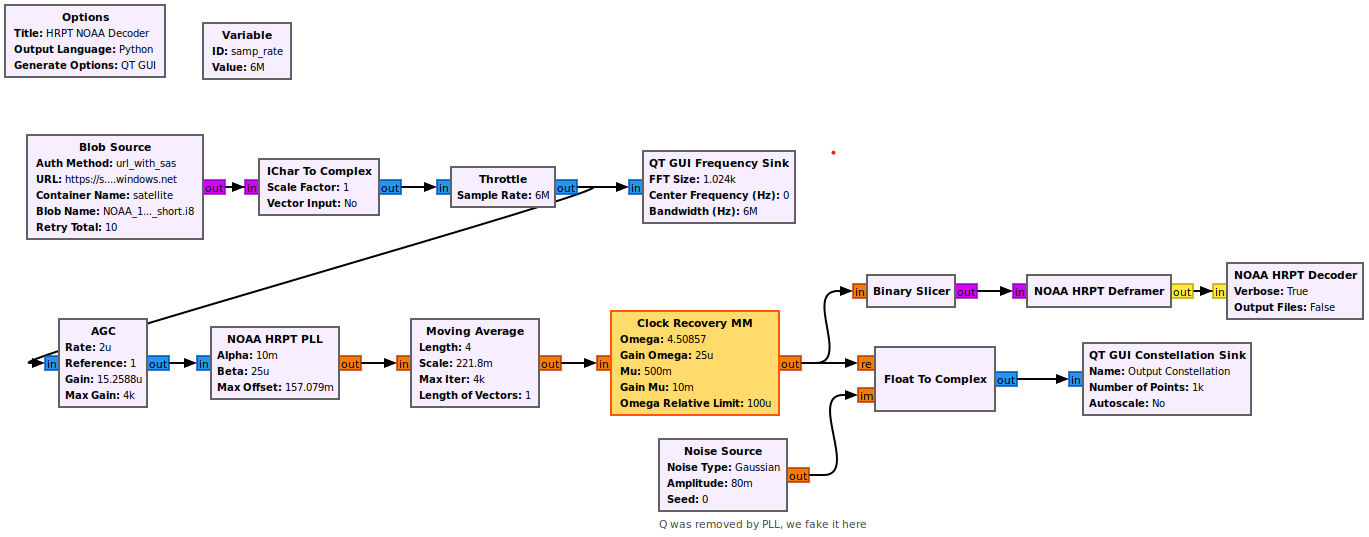 Options
Title: HRPT NOAA Decoder
Output Language: Python
Generate Options: QT GUI
Variable
ID: samp_rate
Value: 6M
Blob Source
Auth Method: url_with_sas
URL: https://s....windows.net
Container Name: satellite
Blob Name: NOAA_1..._short.i8
Retry Total: 10
out
in
IChar To Complex
Scale Factor: 1
Vector Input: No
out
in
Throttle
Sample Rate: 6M
out
in
QT GUI Frequency Sink
FFT Size: 1.024k
Center Frequency (Hz): 0
Bandwidth (Hz): 6M
in
AGC
Rate: 2u
Reference: 1
Gain: 15.2588u
Max Gain: 4k
out
in
NOAA HRPT PLL
Alpha: 10m
Beta: 25u
Max Offset: 157.079m
out
in
Moving Average
Length: 4
Scale: 221.8m
Max Iter: 4k
Length of Vectors: 1
out
in
Clock Recovery MM
Omega: 4.50857
Gain Omega: 25u
Mu: 500m
Gain Mu: 10m
Omega Relative Limit: 100u
out
in
Binary Slicer
out
in
NOAA HRPT Deframer
out
in
NOAA HRPT Decoder
Verbose: True
Output Files: False
re
im
Float To Complex
out
in
QT GUI Constellation Sink
Name: Output Constellation
Number of Points: 1k
Autoscale: No
Noise Source
Noise Type: Gaussian
Amplitude: 80m
Seed: 0
out
Q was removed by PLL, we fake it here